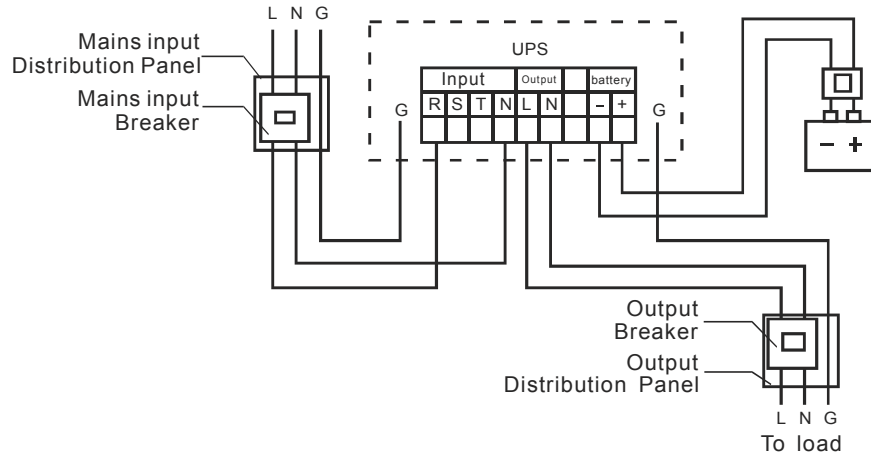 L N G
Mains input
Distribution Panel
Mains input
Breaker
UPS
Input Output battery
R S T N L N - +
G
G
- +
Output
Breaker
Output
Distribution Panel
L N G
To load